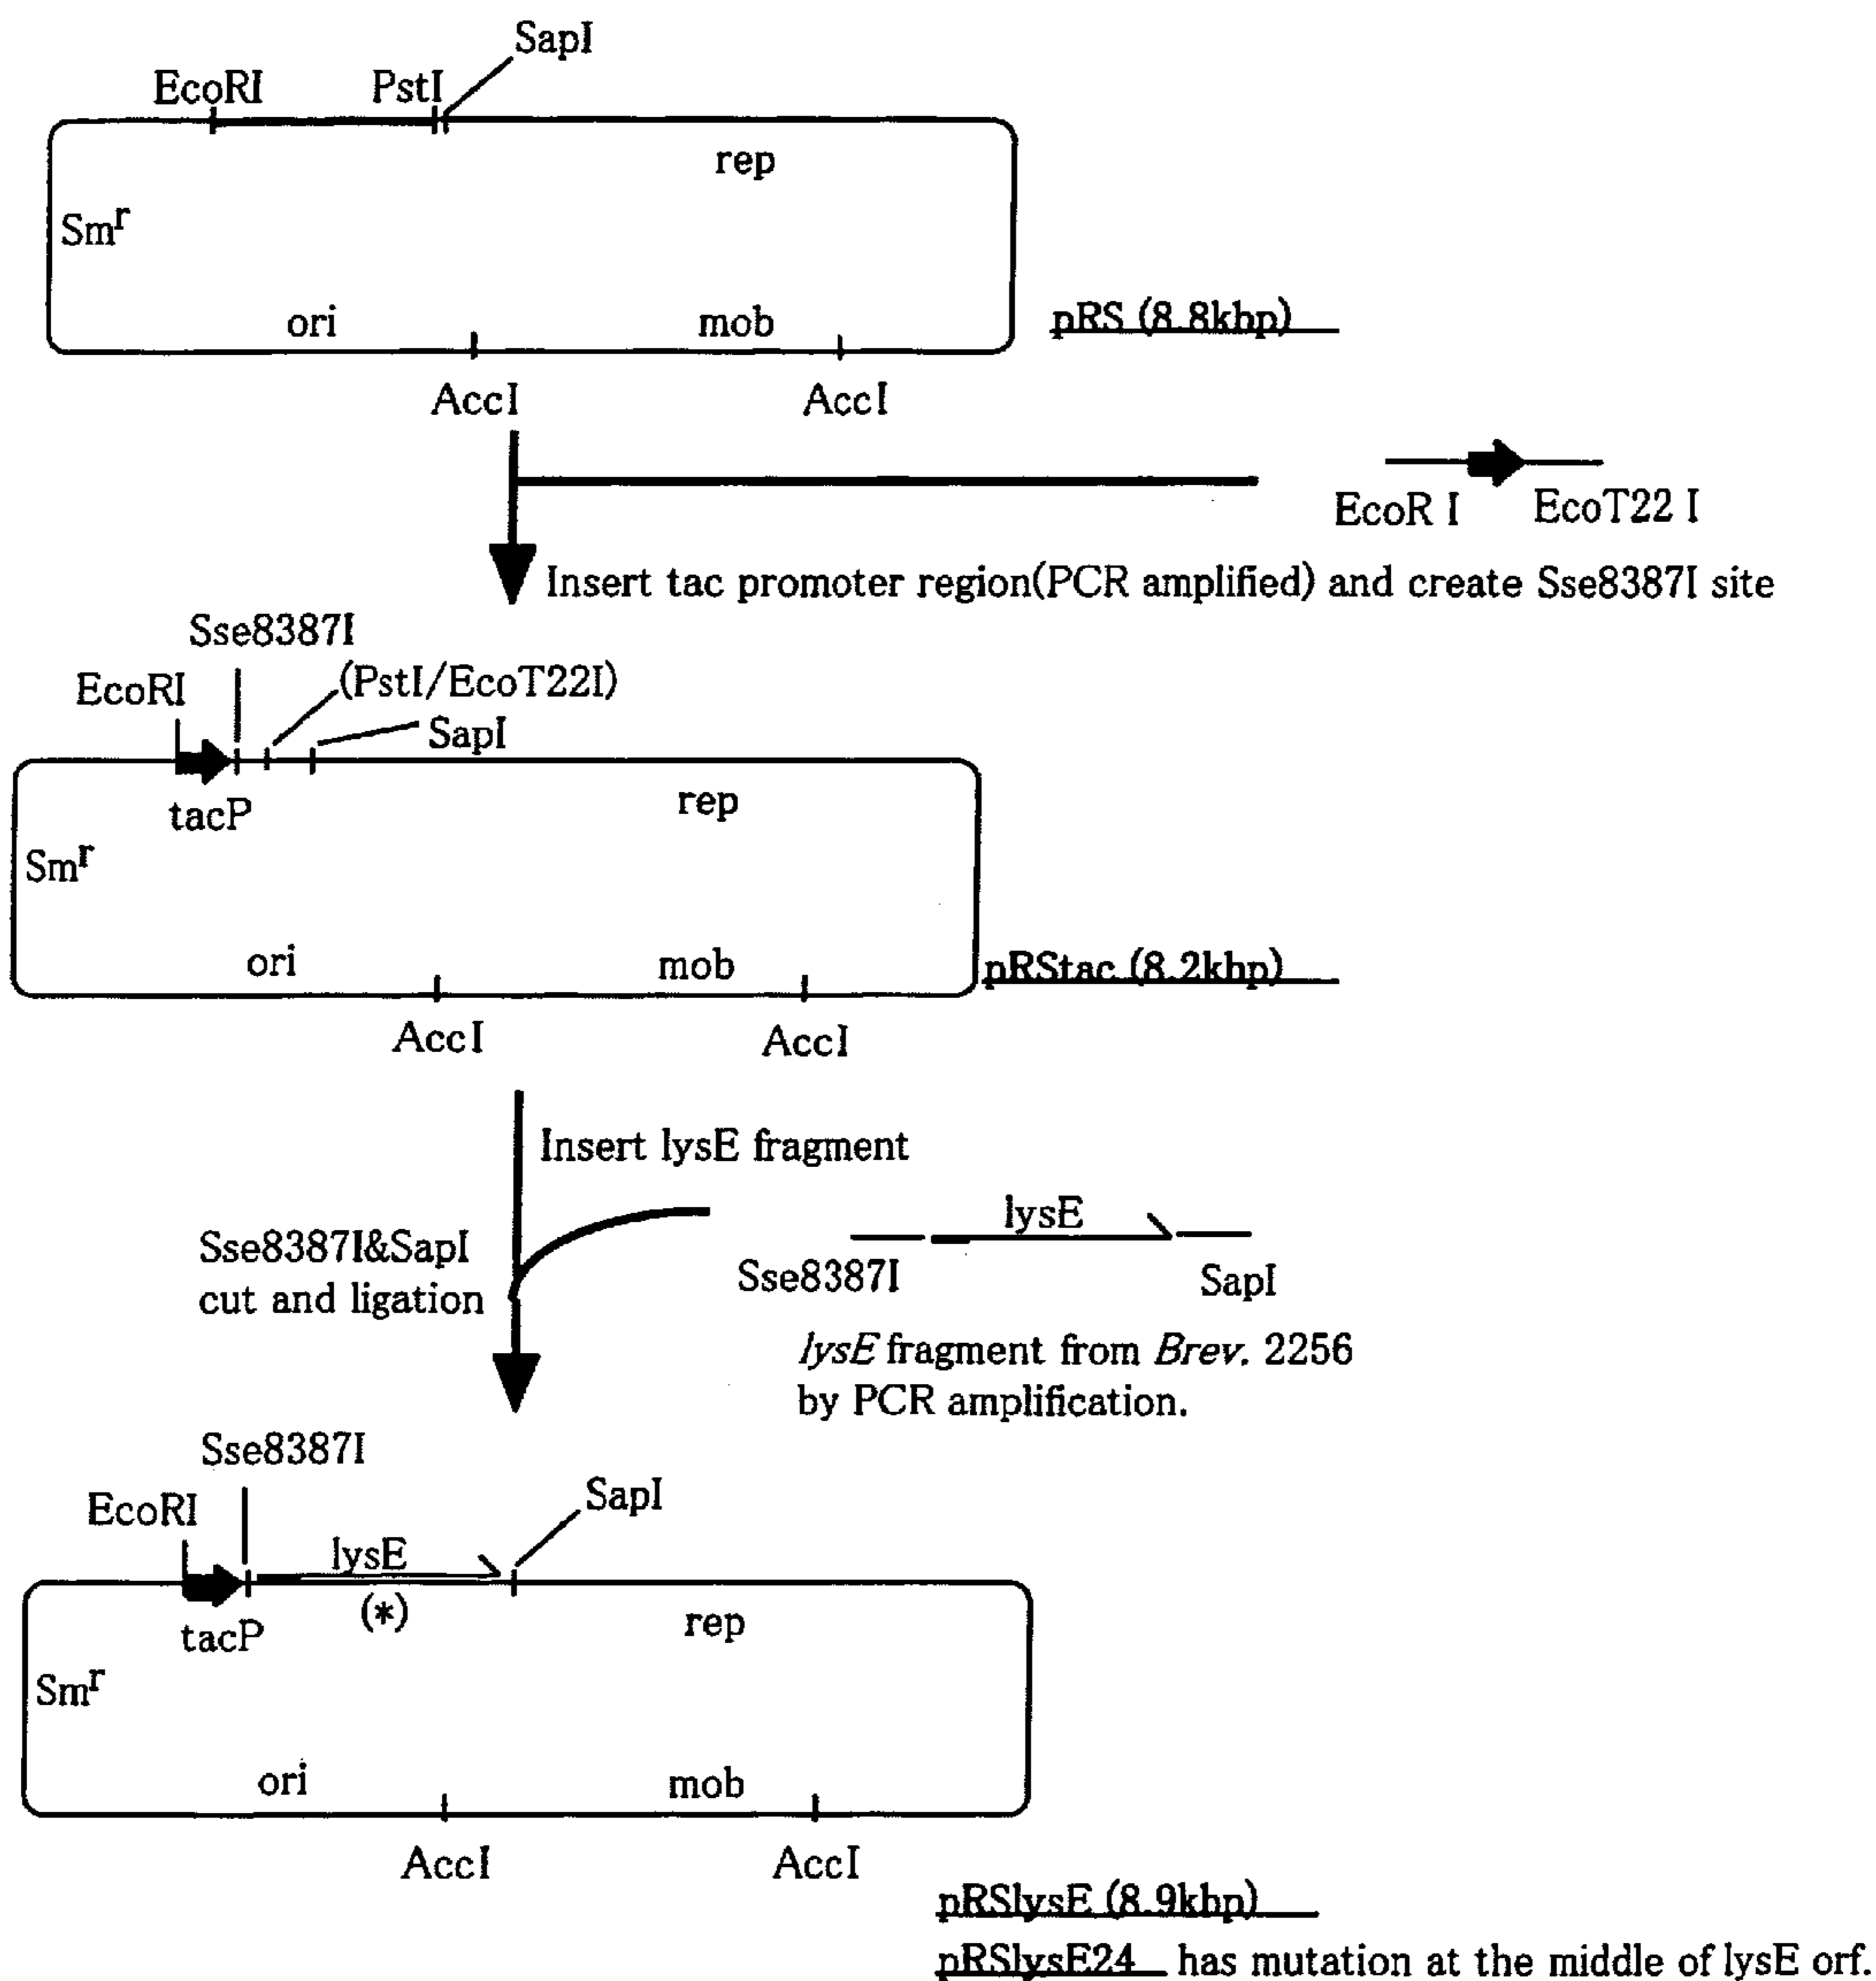 SapI
EcoRI
PstI
rep
Smr
ori
mob
pRS (8.8kbp)
AccI
AccI
EcoR I
EcoT22 I
Insert tac promoter region(PCR amplified) and create Sse8387I site
Sse8387I
(PstI/EcoT22I)
EcoRI
SapI
tacP
rep
Smr
ori
mob
pRStac (8.2kbp)
AccI
AccI
Insert lysE fragment
lysE
Sse8387I&SapI
cut and ligation
Sse8387I
SapI
lysE fragment from Brev. 2256
by PCR amplification.
Sse8387I
SapI
EcoRI
lysE
(*)
tacP
rep
Smr
ori
mob
AccI
AccI
pRSlysE (8.9kbp)
pRSlysE24 has mutation at the middle of lysE orf.